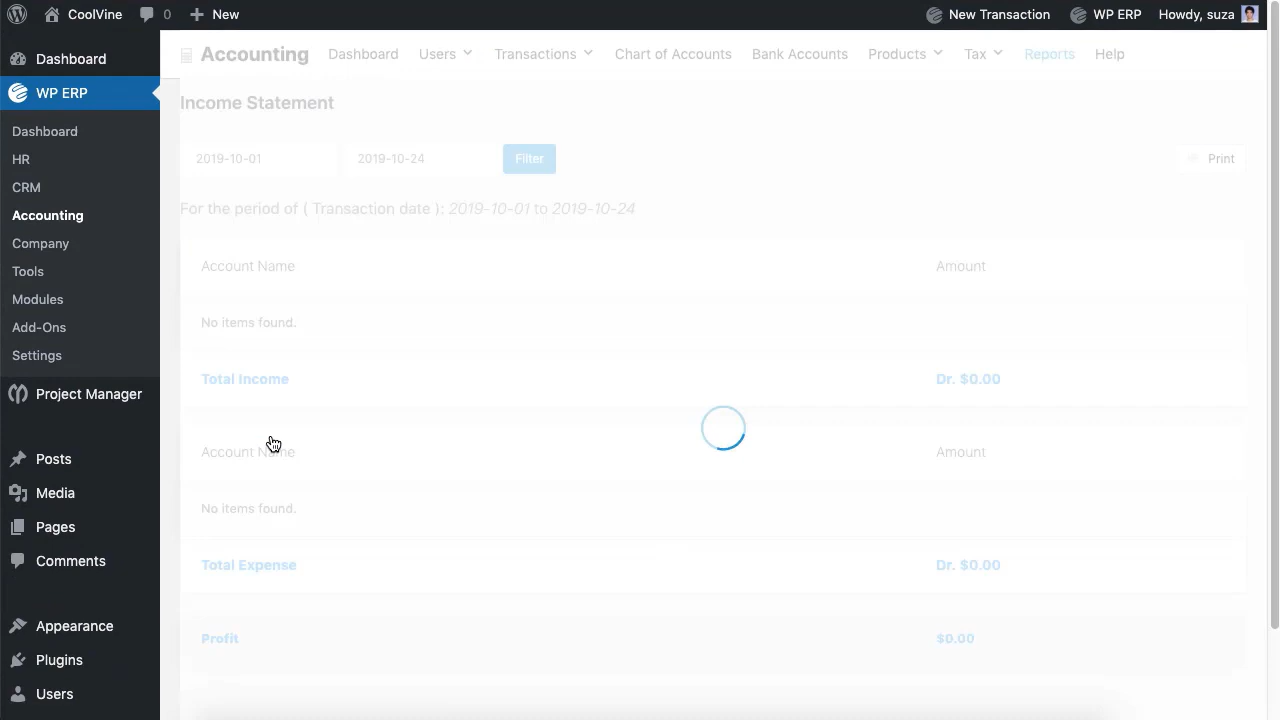 CoolVine 0 New New Transaction WP ERP Howdy, suza
Dashboard
WP ERP
Dashboard
HR
CRM
Accounting
Company
Tools
Modules
Add-Ons
Settings
Project Manager
Posts
Media
Pages
Comments
Appearance
Plugins
Users
Accounting Dashboard Users Transactions Chart of Accounts Bank Accounts Products Tax Reports Help
Income Statement
2019-10-01 2019-10-24 Filter Print
For the period of ( Transaction date ): 2019-10-01 to 2019-10-24
Account Name Amount
No items found.
Total Income Dr. $0.00
Account Name Amount
No items found.
Total Expense Dr. $0.00
Profit $0.00